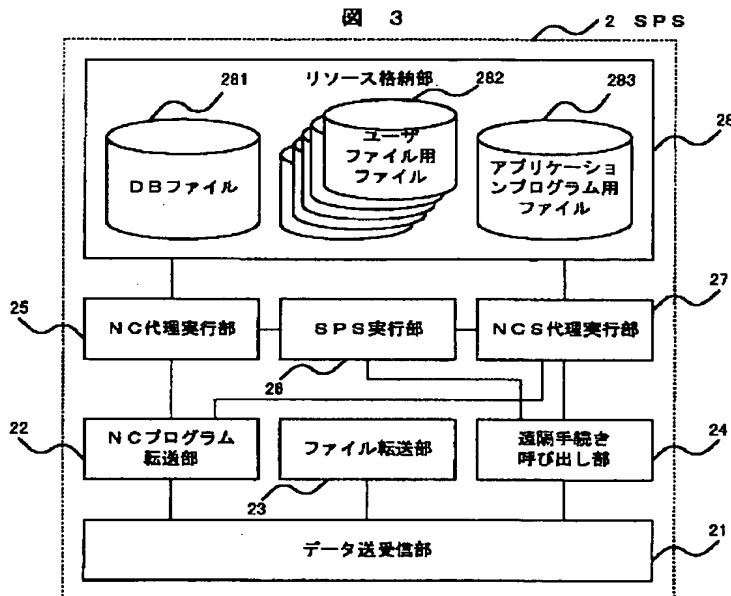 図 3
2 SPS
リソース格納部
281
282
283
28
DBファイル
ユーザ
ファイル用
ファイル
アプリケーショ
ンプログラム用
ファイル
25
27
NC代理実行部
SPS実行部
NCS代理実行部
26
22
24
NCプログラム
転送部
ファイル転送部
遠隔手続き
呼び出し部
23
21
データ送受信部